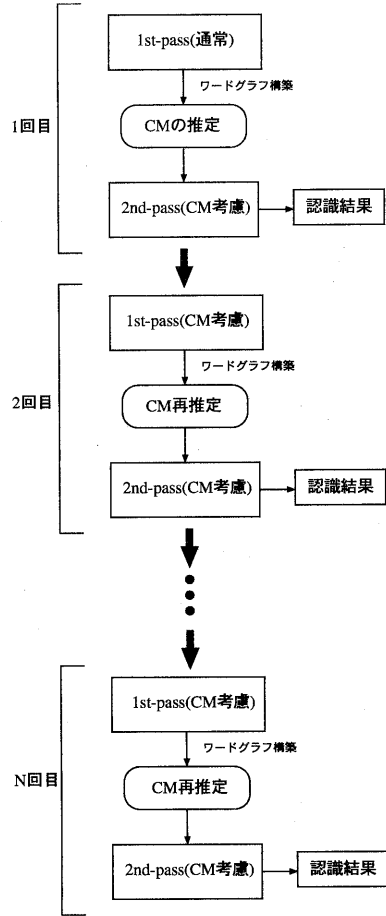 1st-pass(通常)
ワードグラフ構築
CMの推定
1回目
2nd-pass(CM考慮)
認識結果
1st-pass(CM考慮)
ワードグラフ構築
CM再推定
2回目
2nd-pass(CM考慮)
認識結果
1st-pass(CM考慮)
ワードグラフ構築
N回目
CM再推定
2nd-pass(CM考慮)
認識結果